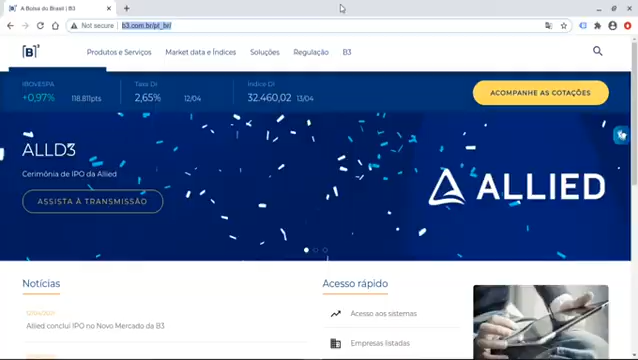 A Bolsa do Brasil | B3
Not secure | b3.com.br/pt_br/
[B]³ Produtos e Serviços Market data e Índices Soluções Regulação B3
IBOVESPA Taxa DI Índice DI
+0,97% 118.811pts 2,65% 12/04 32.460,02 13/04
ACOMPANHE AS COTAÇÕES
ALLD3
Cerimônia de IPO da Allied
ASSISTA À TRANSMISSÃO
ALLIED
Notícias
Acesso rápido
Allied conclui IPO no Novo Mercado da B3
Acesso aos sistemas
Empresas listadas